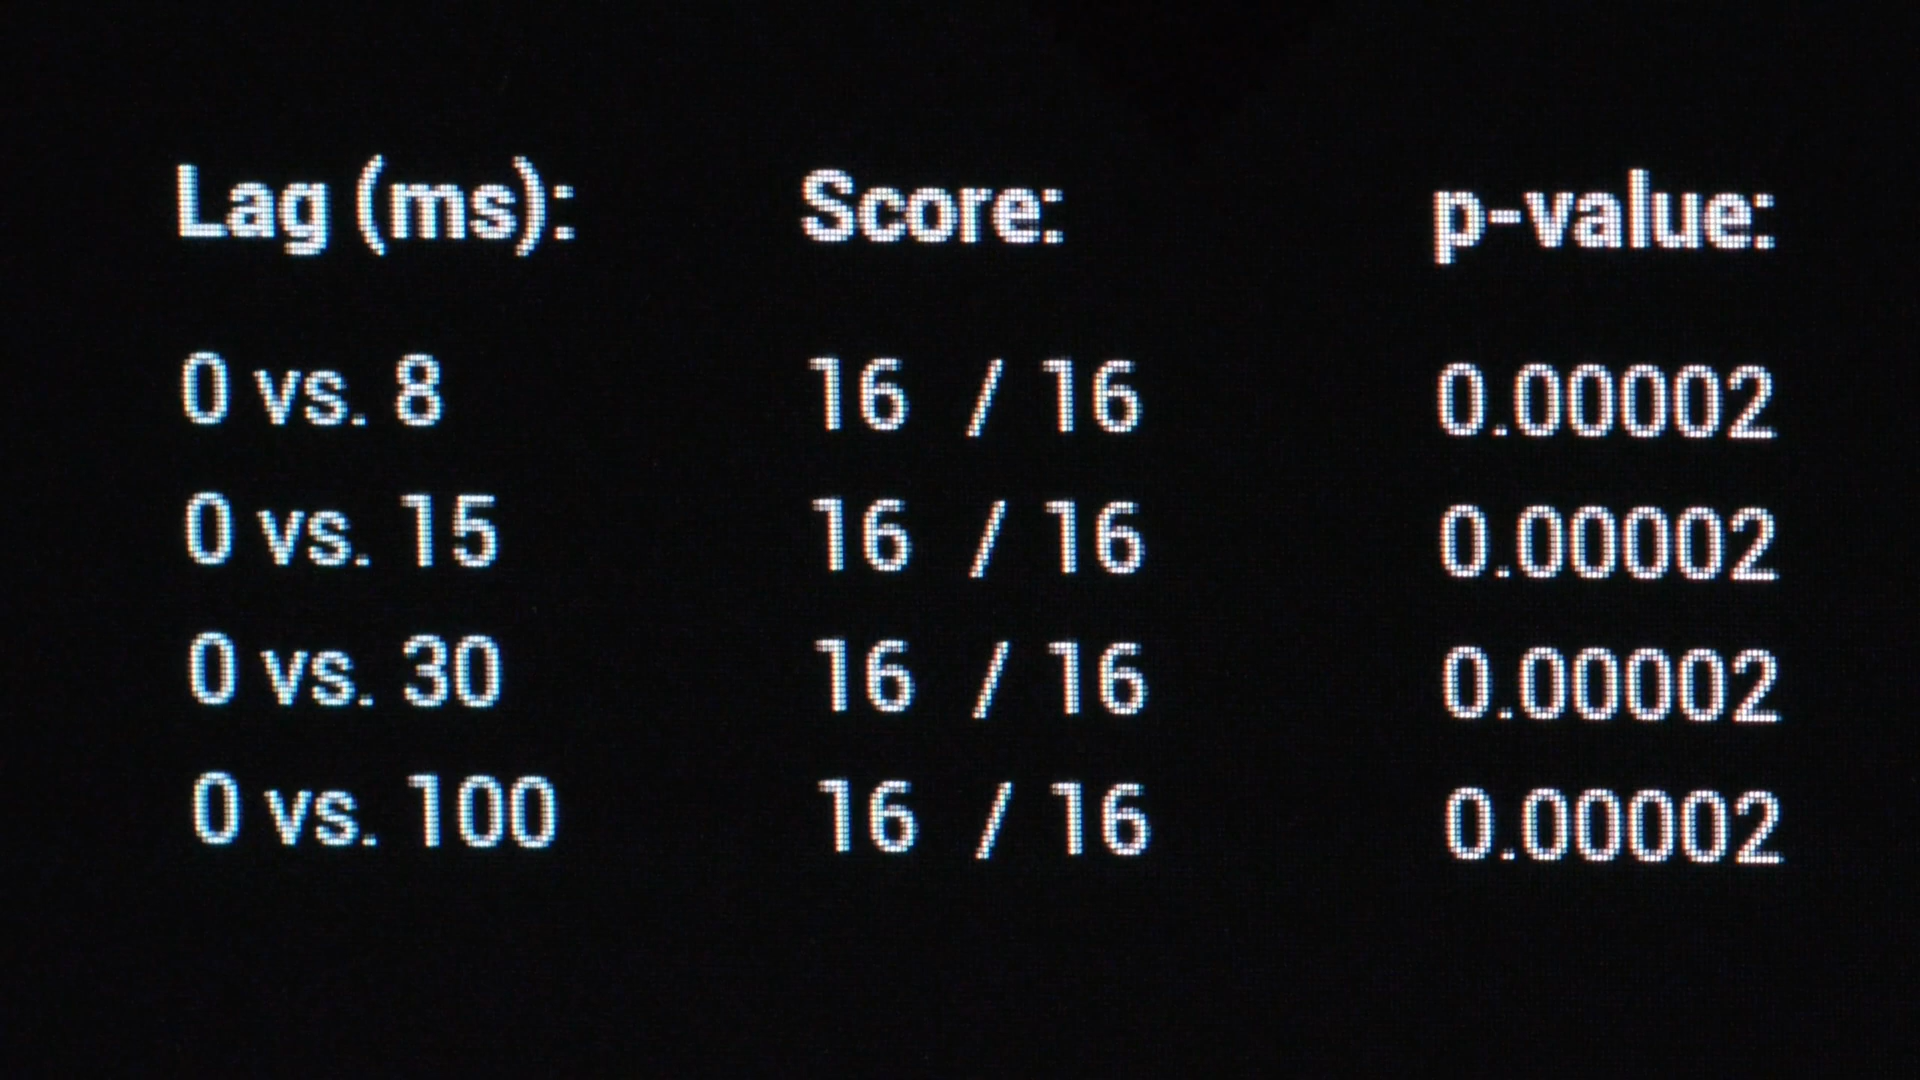 Lag (ms): Score: p-value:
0 vs. 8 16 / 16 0.00002
0 vs. 15 16 / 16 0.00002
0 vs. 30 16 / 16 0.00002
0 vs. 100 16 / 16 0.00002